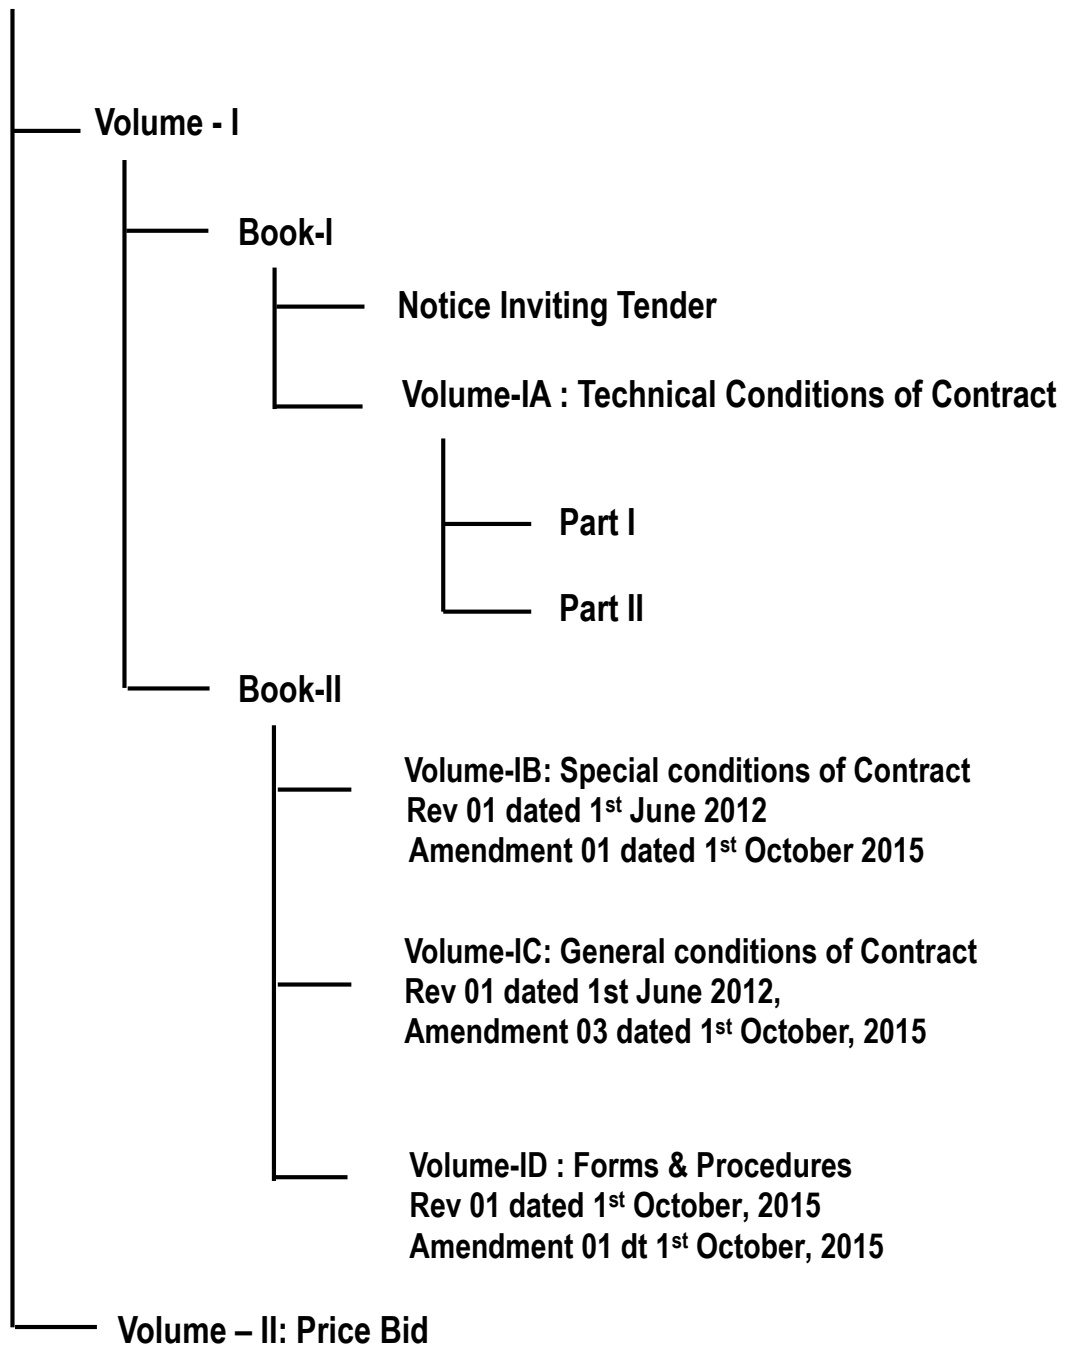 Volume - I
Book-I
Notice Inviting Tender
Volume-IA : Technical Conditions of Contract
Part I
Part II
Book-II
Volume-IB: Special conditions of Contract
Rev 01 dated 1st June 2012
Amendment 01 dated 1st October 2015
Volume-IC: General conditions of Contract
Rev 01 dated 1st June 2012,
Amendment 03 dated 1st October, 2015
Volume-ID : Forms & Procedures
Rev 01 dated 1st October, 2015
Amendment 01 dt 1st October, 2015
Volume – II: Price Bid